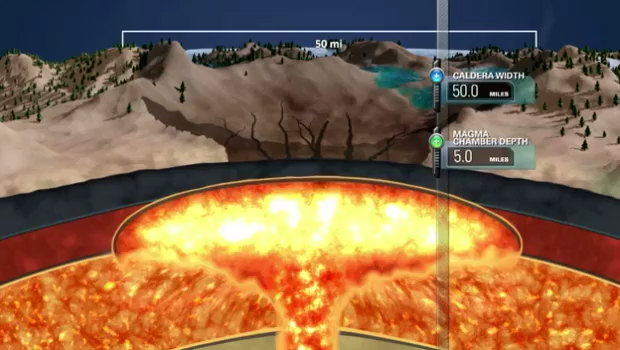 50 mi
CALDERA WIDTH
50.0 MILES
MAGMA
CHAMBER DEPTH
5.0 MILES